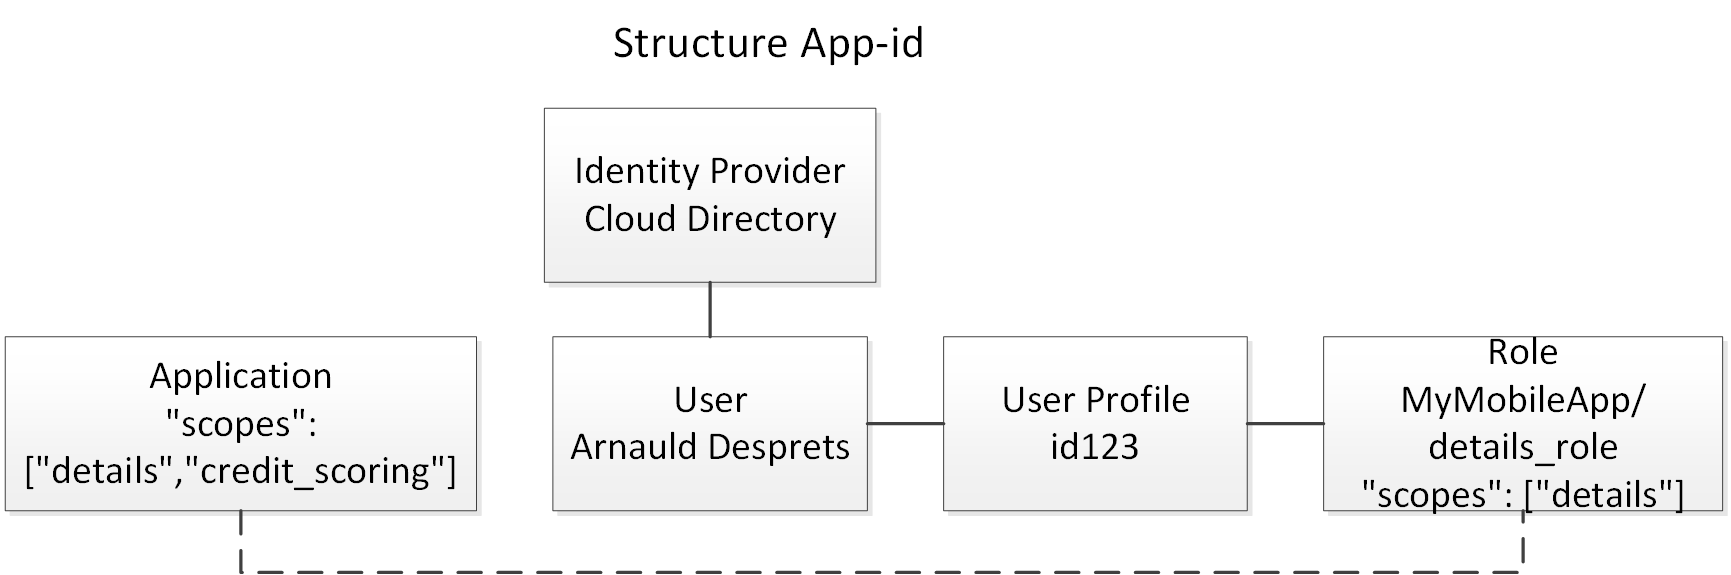 Structure App-id
Identity Provider
Cloud Directory
Application
"scopes":
["details","credit_scoring"]
User
Arnauld Desprets
User Profile
id123
Role
MyMobileApp/
details_role
"scopes": ["details"]